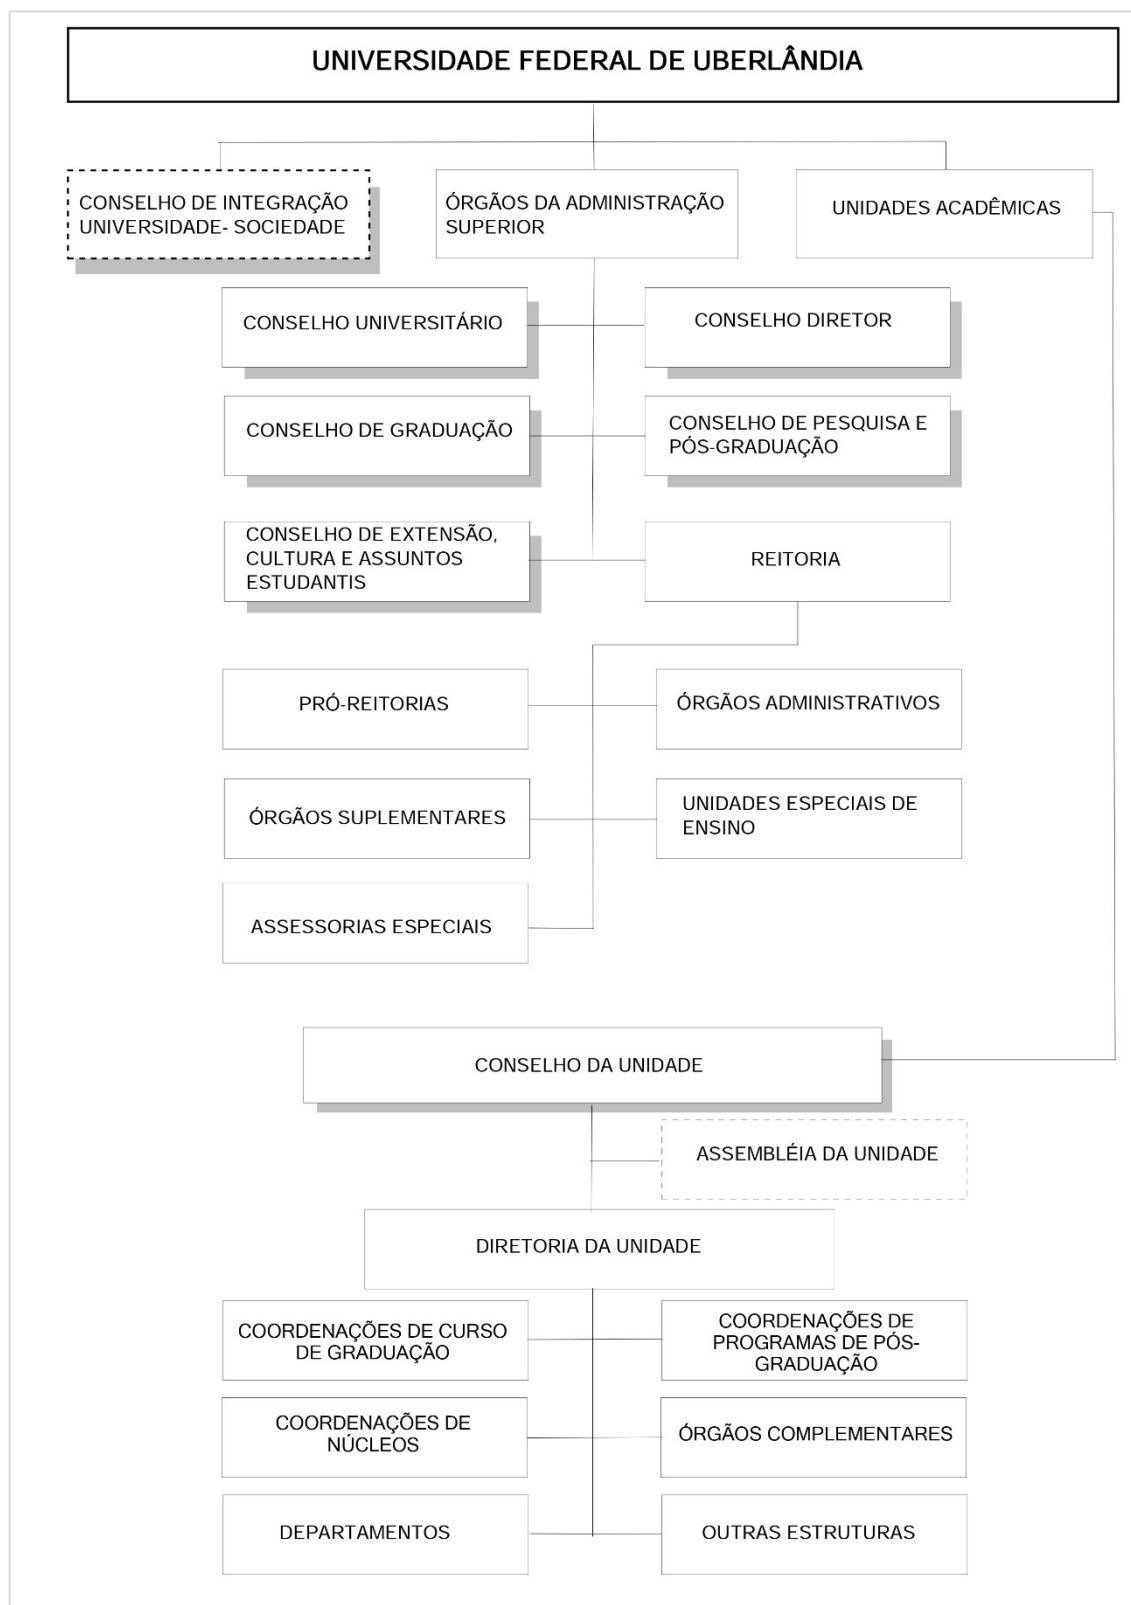 UNIVERSIDADE FEDERAL DE UBERLÂNDIA
CONSELHO DE INTEGRAÇÃO
UNIVERSIDADE- SOCIEDADE
ÓRGÃOS DA ADMINISTRAÇÃO
SUPERIOR
UNIDADES ACADÊMICAS
CONSELHO UNIVERSITÁRIO
CONSELHO DIRETOR
CONSELHO DE GRADUAÇÃO
CONSELHO DE PESQUISA E
PÓS-GRADUAÇÃO
CONSELHO DE EXTENSÃO,
CULTURA E ASSUNTOS
ESTUDANTIS
REITORIA
PRÓ-REITORIAS
ÓRGÃOS ADMINISTRATIVOS
ÓRGÃOS SUPLEMENTARES
UNIDADES ESPECIAIS DE
ENSINO
ASSESSORIAS ESPECIAIS
CONSELHO DA UNIDADE
ASSEMBLÉIA DA UNIDADE
DIRETORIA DA UNIDADE
COORDENAÇÕES DE CURSO
DE GRADUAÇÃO
COORDENAÇÕES DE
PROGRAMAS DE PÓS-
GRADUAÇÃO
COORDENAÇÕES DE
NÚCLEOS
ÓRGÃOS COMPLEMENTARES
DEPARTAMENTOS
OUTRAS ESTRUTURAS